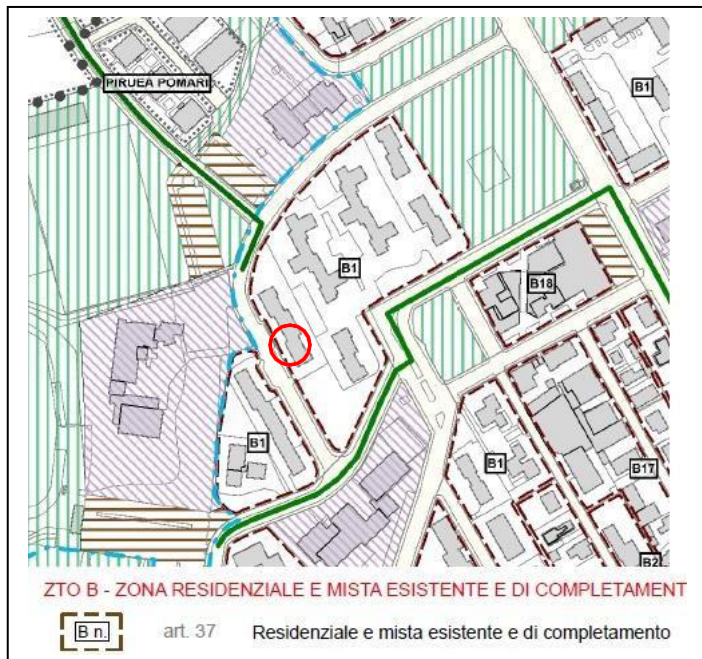 PIRUEA POMARI
B1
B1
B18
B1
B1
B17
B2
ZTO B - ZONA RESIDENZIALE E MISTA ESISTENTE E DI COMPLETAMENT
B n. art. 37 Residenziale e mista esistente e di completamento